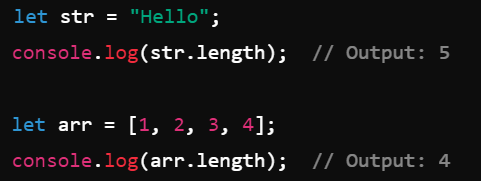 let str = "Hello";
console.log(str.length);  // Output: 5
let arr = [1, 2, 3, 4];
console.log(arr.length);  // Output: 4